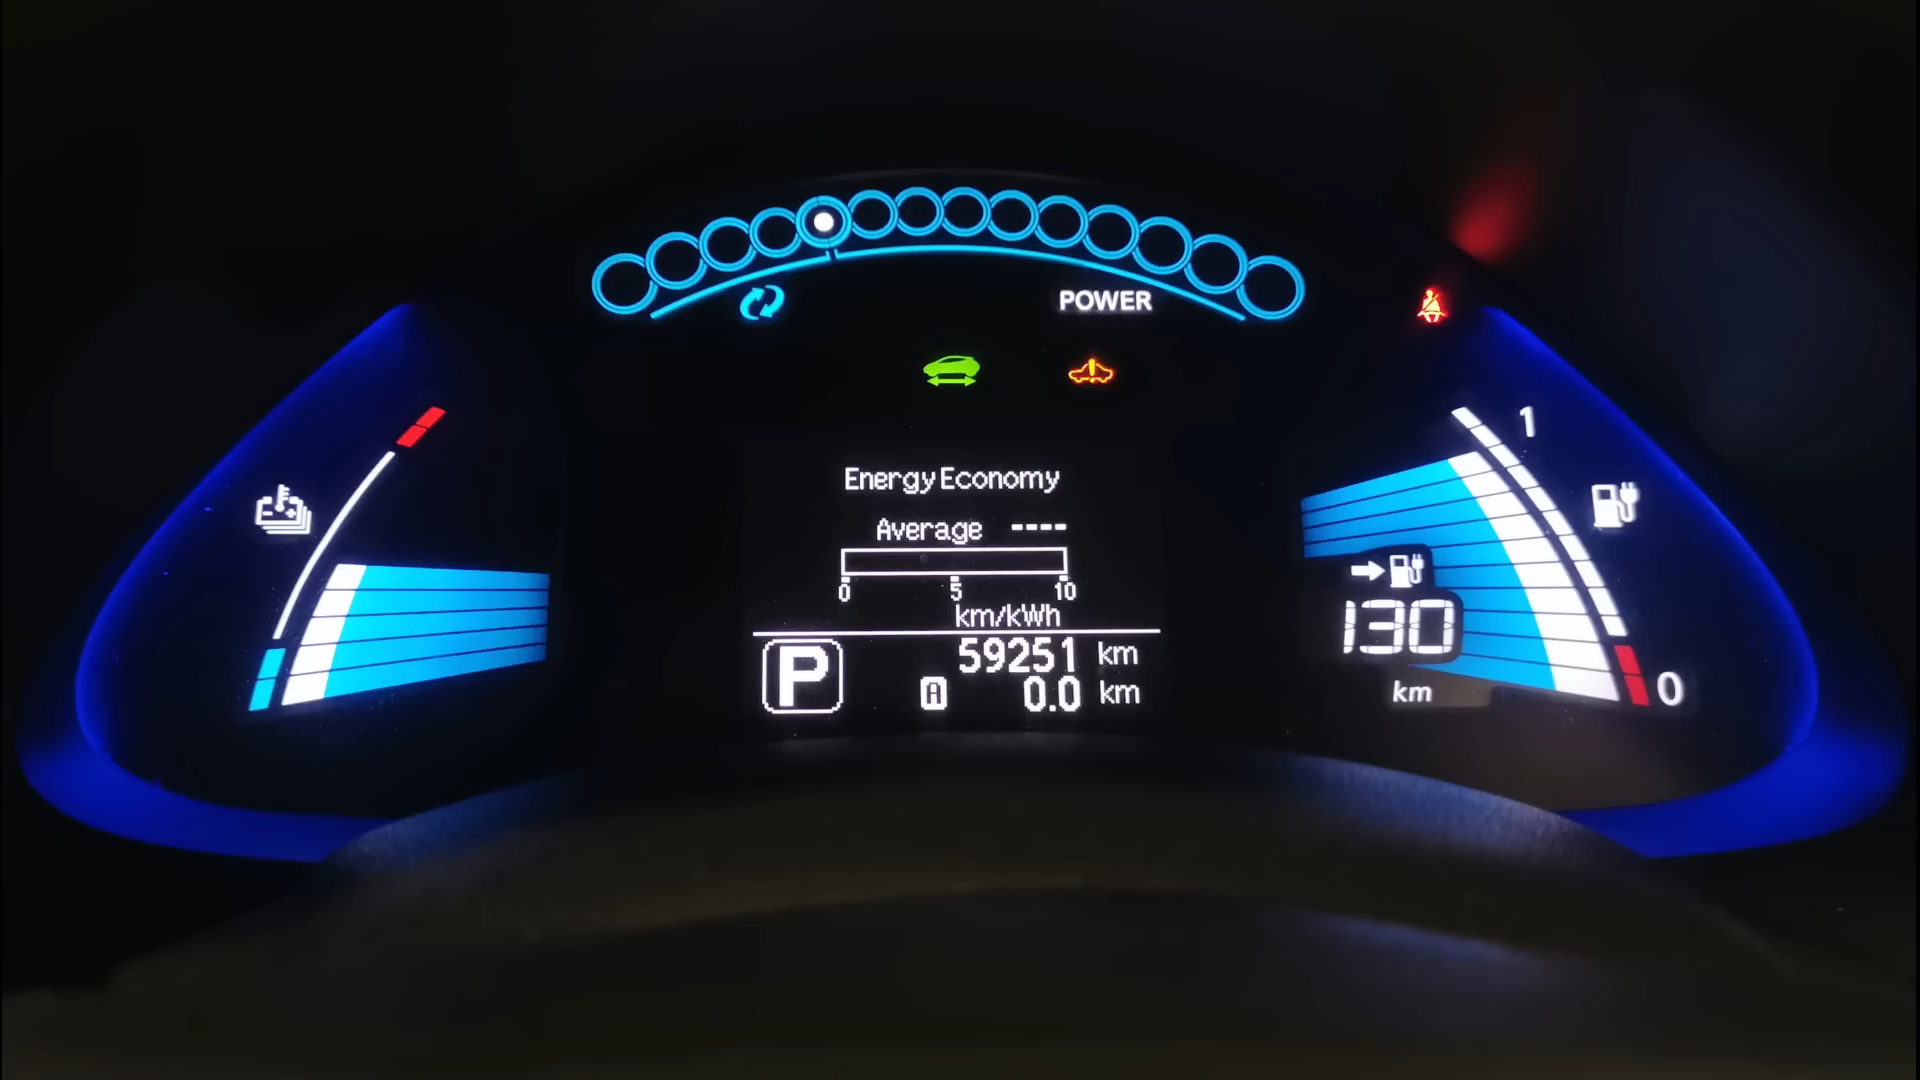 POWER
Energy Economy
Average ----
0 5 10
km/kWh
P
59251 km
A 0.0 km
1
130
km
0